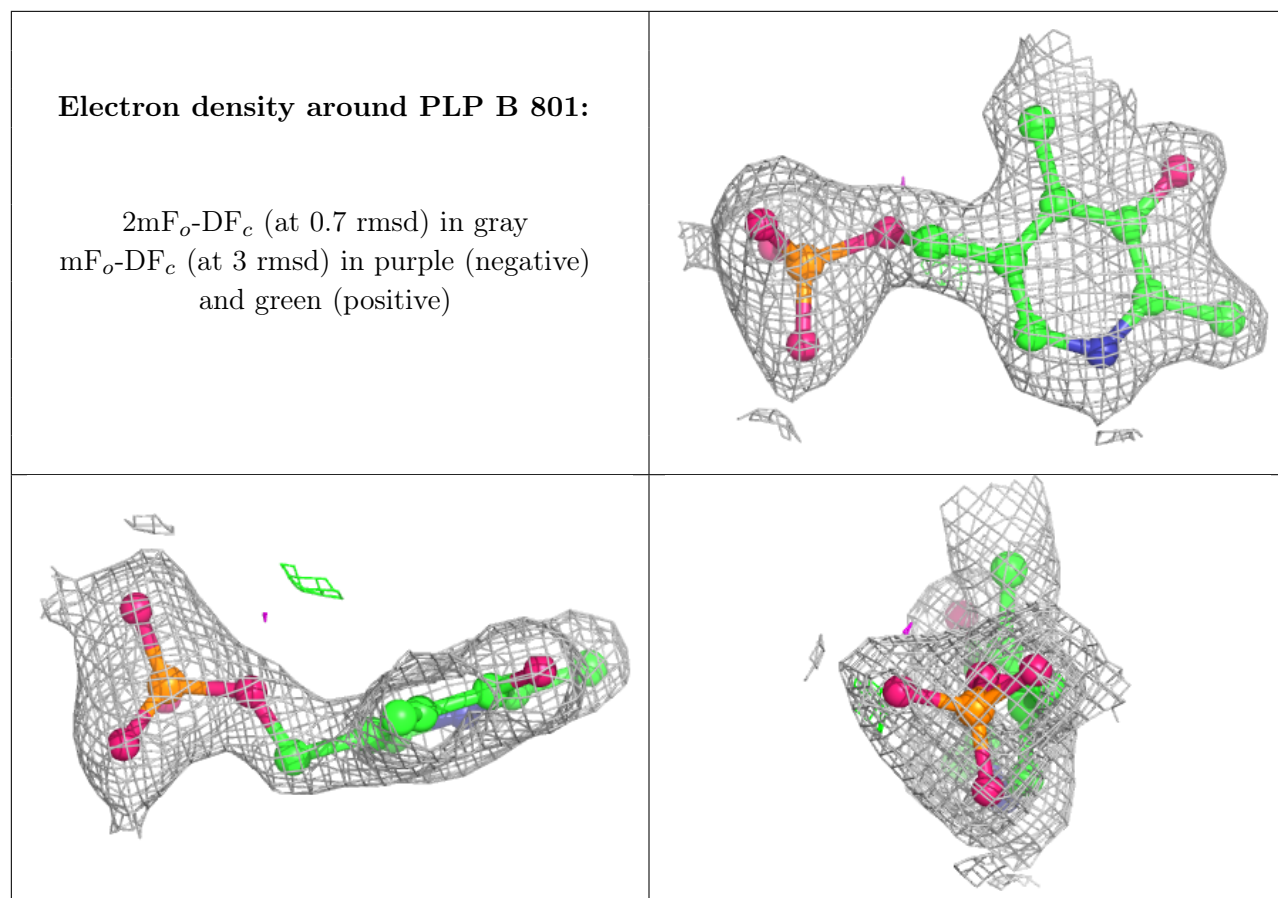 Electron density around PLP B 801:
2mFₒ-DF𝒸 (at 0.7 rmsd) in gray
mFₒ-DF𝒸 (at 3 rmsd) in purple (negative)
and green (positive)